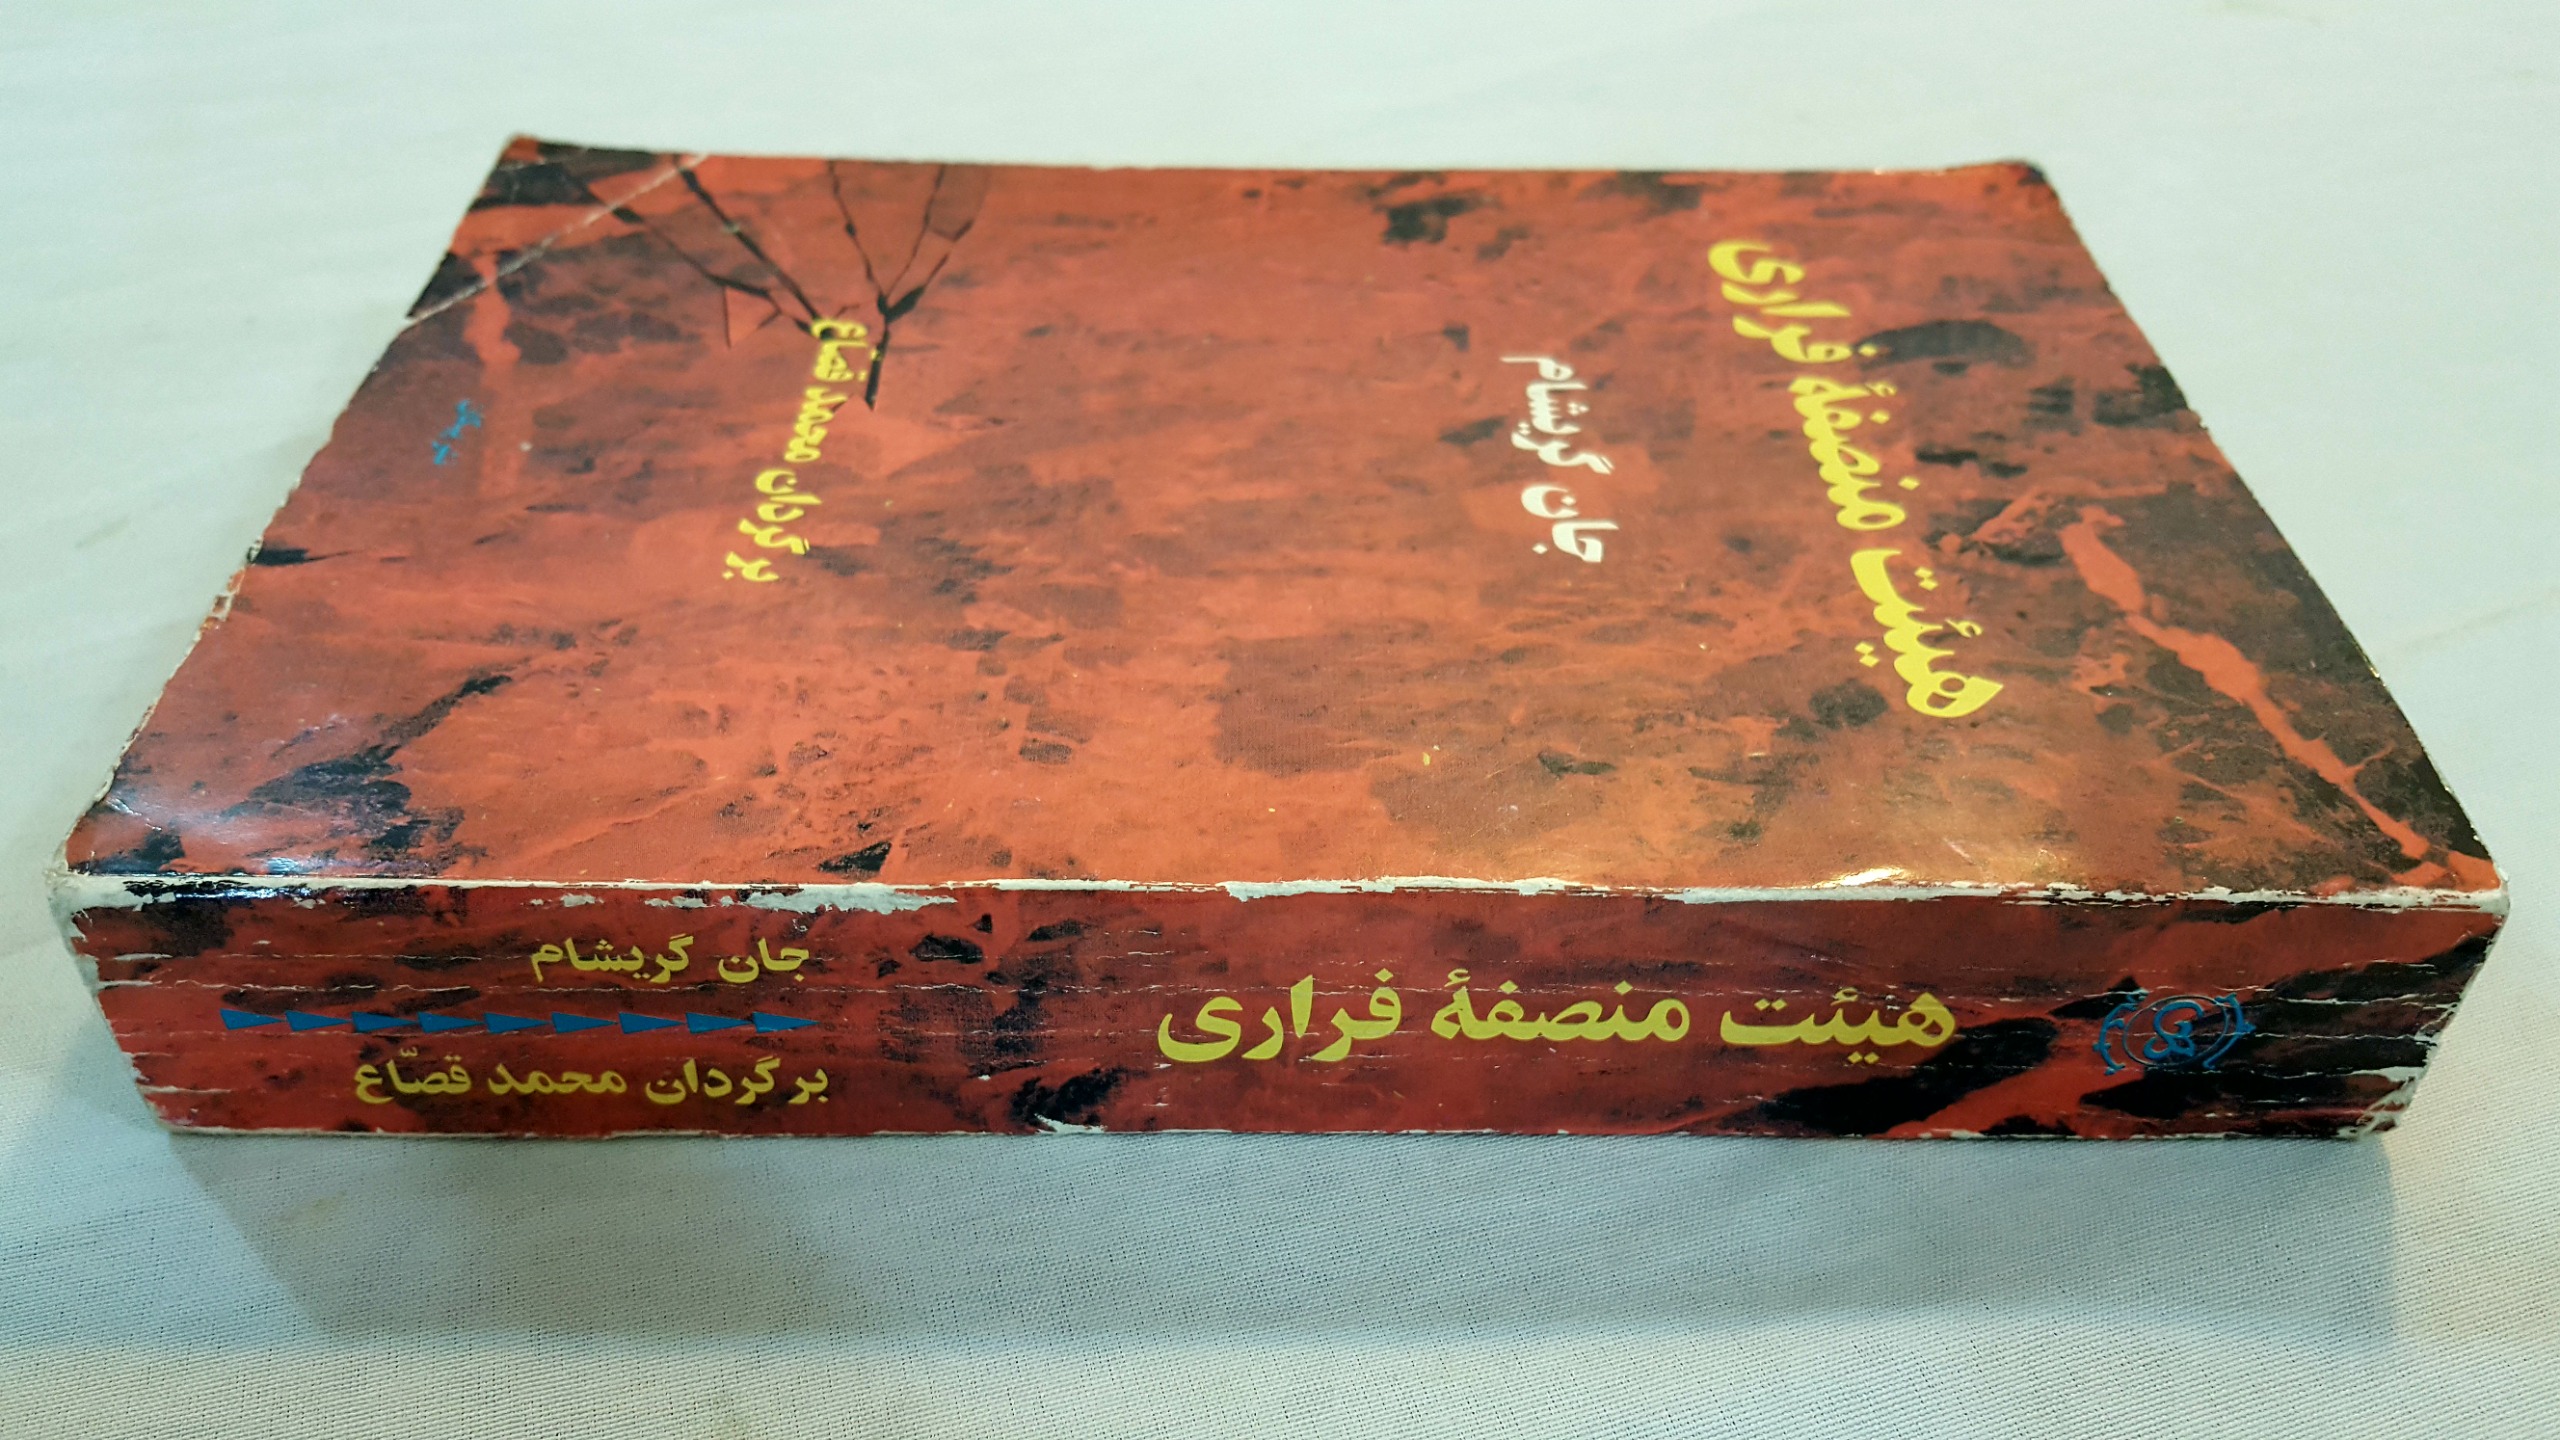 هیئت منصفهٔ فراری
جان گریشام
برگردان محمد قصّاع
هیئت منصفهٔ فراری
جان گریشام
برگردان محمد قصّاع